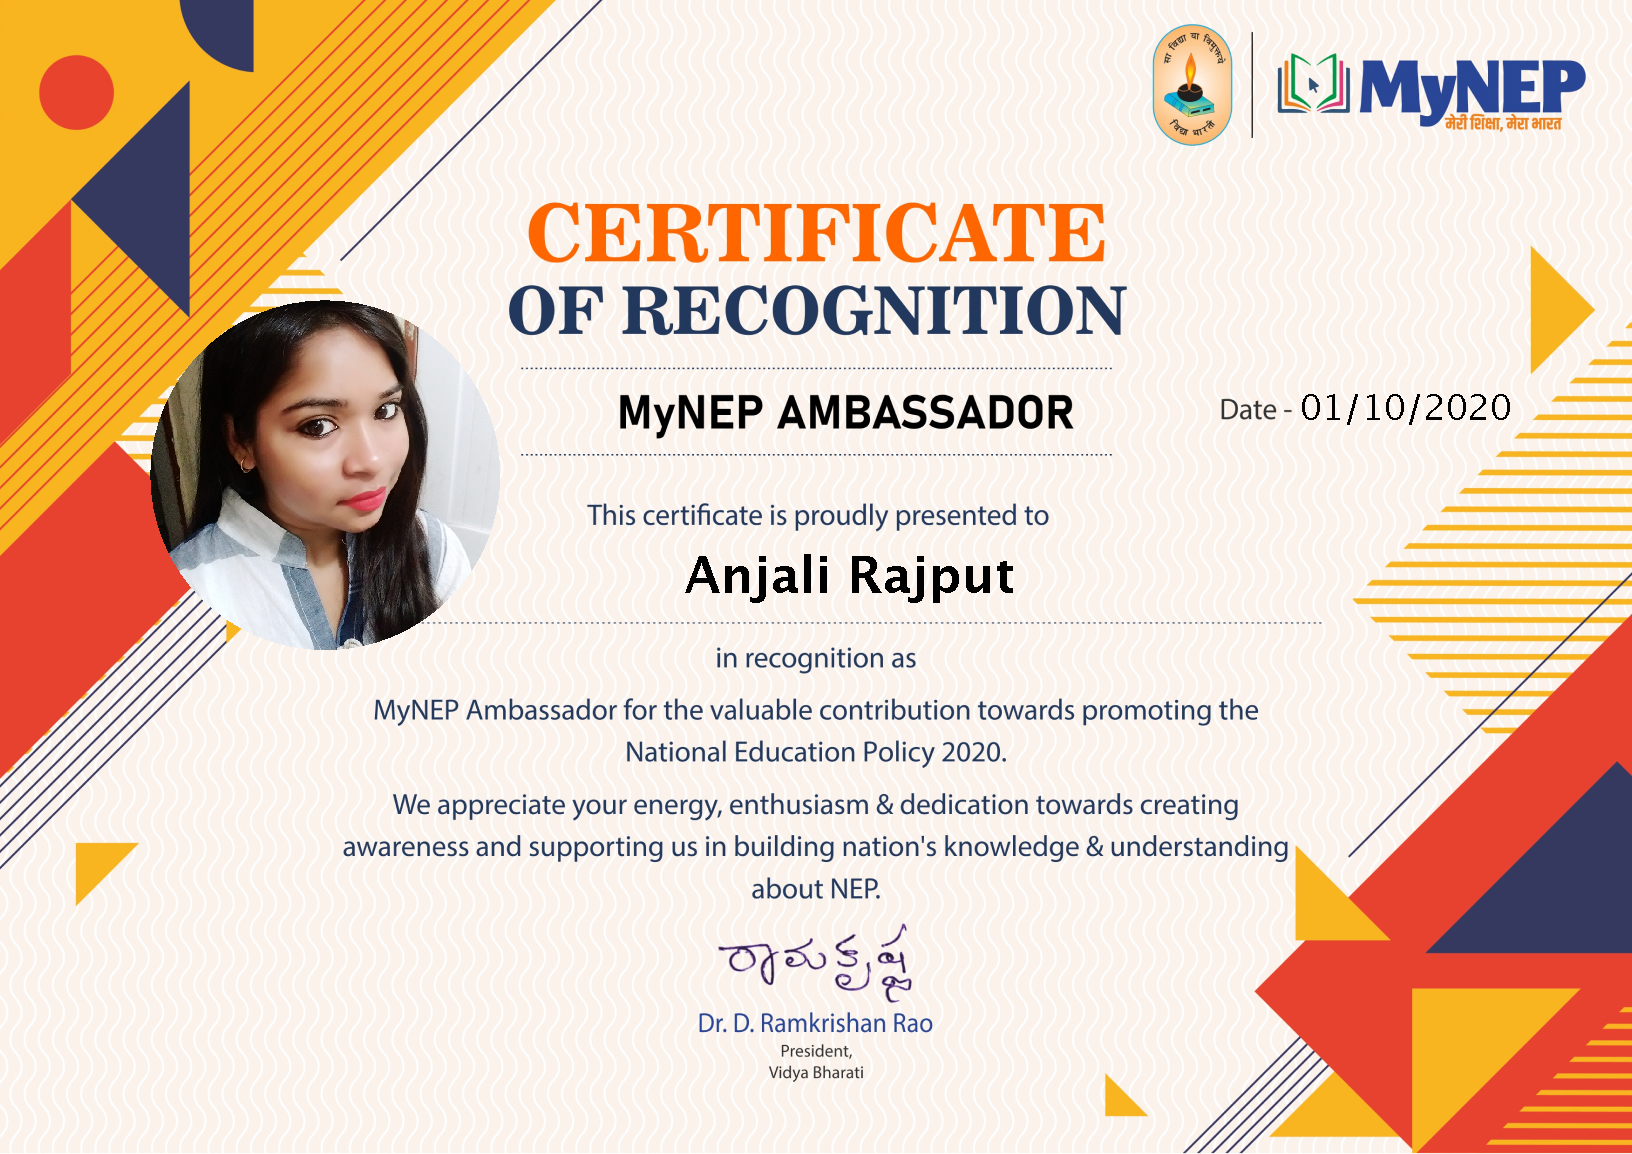 सा विद्या या विमुक्तये
विद्या भारती
MyNEP
मेरी शिक्षा, मेरा भारत
CERTIFICATE
OF RECOGNITION
MyNEP AMBASSADOR
Date - 01/10/2020
This certificate is proudly presented to
Anjali Rajput
in recognition as
MyNEP Ambassador for the valuable contribution towards promoting the
National Education Policy 2020.
We appreciate your energy, enthusiasm & dedication towards creating
awareness and supporting us in building nation's knowledge & understanding
about NEP.
రామకృష్ణ
Dr. D. Ramkrishan Rao
President,
Vidya Bharati